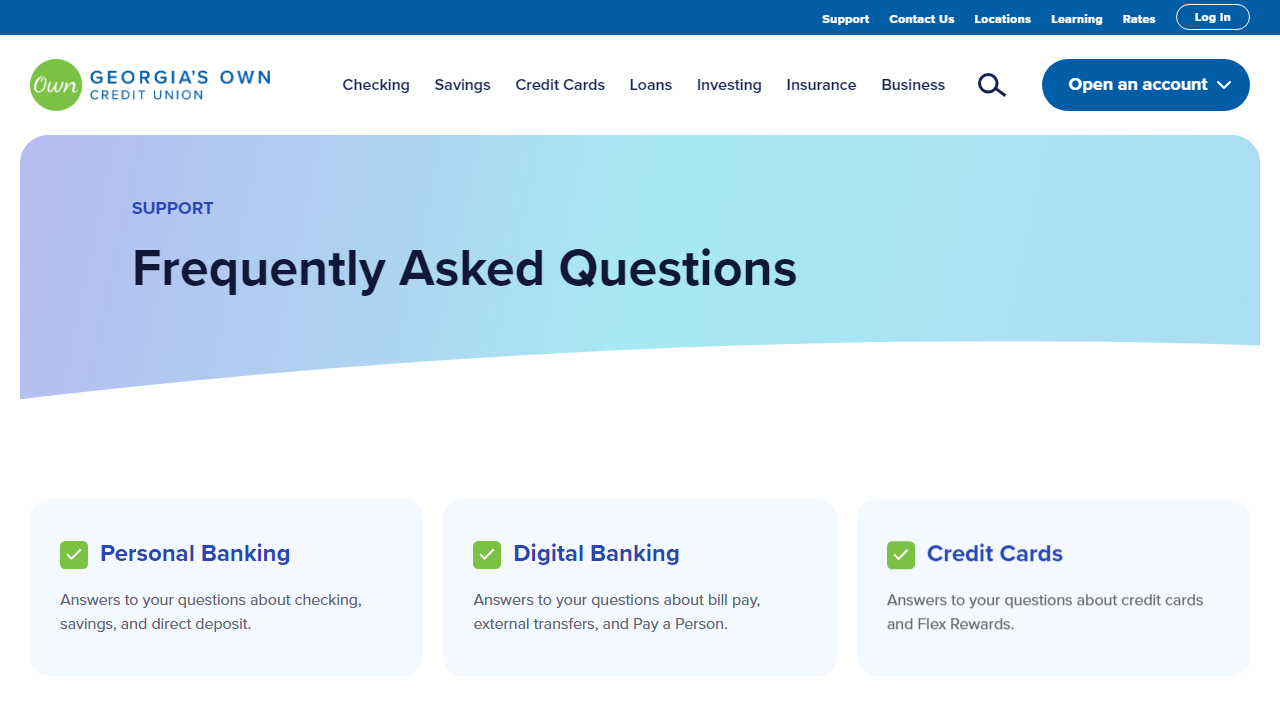 Support Contact Us Locations Learning Rates Log In
Own GEORGIA'S OWN
CREDIT UNION
Checking Savings Credit Cards Loans Investing Insurance Business Open an account
SUPPORT
Frequently Asked Questions
Personal Banking
Answers to your questions about checking,
savings, and direct deposit.
Digital Banking
Answers to your questions about bill pay,
external transfers, and Pay a Person.
Credit Cards
Answers to your questions about credit cards
and Flex Rewards.